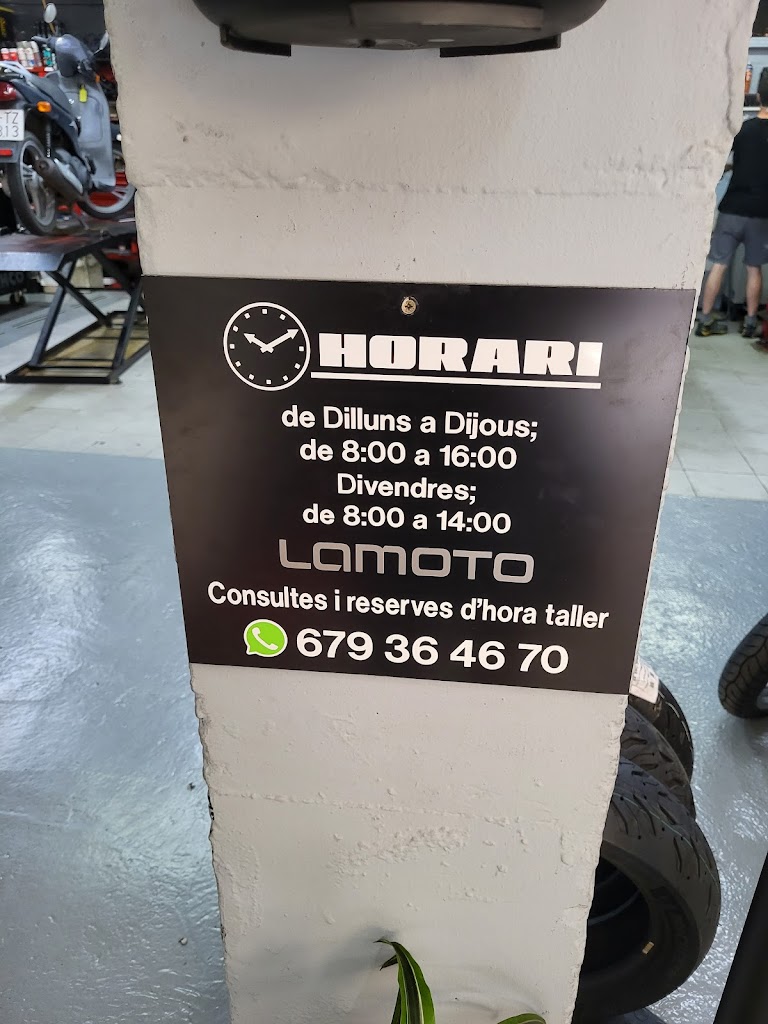 HORARI
de Dilluns a Dijous;
de 8:00 a 16:00
Divendres;
de 8:00 a 14:00
LaMOTO
Consultes i reserves d'hora taller
679 36 46 70